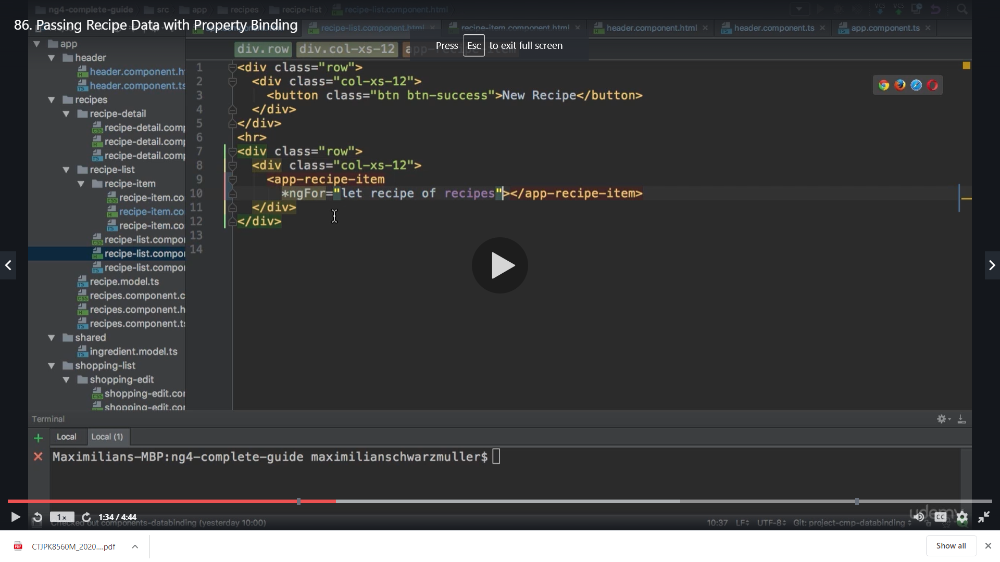 ng4-complete-guide src app recipes recipe-list recipe-list.component.html
86. Passing Recipe Data with Property Binding
recipe-list.component.html
recipe-item.component.html
header.component.html
header.component.ts
app.component.ts
Press Esc to exit full screen
div.row div.col-xs-12 app-recipe-item
app
header
header.component.h
header.component.ts
recipes
recipe-detail
recipe-detail.comp
recipe-detail.comp
recipe-detail.comp
recipe-list
recipe-item
recipe-item.co
recipe-item.co
recipe-item.co
recipe-list.compo
recipe-list.compo
recipe-list.compo
recipe.model.ts
recipes.component.c
recipes.component.h
recipes.component.ts
shared
ingredient.model.ts
shopping-list
shopping-edit
shopping-edit.com
shopping-edit.com
1 <div class="row">
2 <div class="col-xs-12">
3 <button class="btn btn-success">New Recipe</button>
4 </div>
5 </div>
6 <hr>
7 <div class="row">
8 <div class="col-xs-12">
9 <app-recipe-item
10 *ngFor="let recipe of recipes"></app-recipe-item>
11 </div>
12 </div>
13
14
Terminal
Local Local (1)
Maximilians-MBP:ng4-complete-guide maximilianschwarzmuller$
1x 1:34 / 4:44
udemy
CC
Checked out components-databinding (yesterday 10:00)
10:37 LF UTF-8 Git: project-cmp-databinding
CTJPK8560M_2020....pdf
Show all